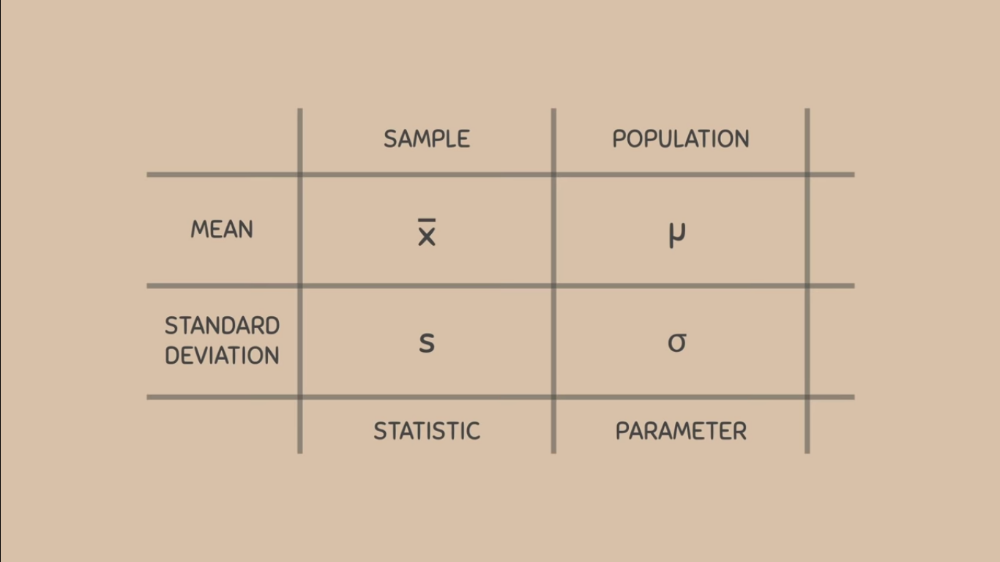 SAMPLE POPULATION
MEAN x̄ μ
STANDARD
DEVIATION s σ
STATISTIC PARAMETER